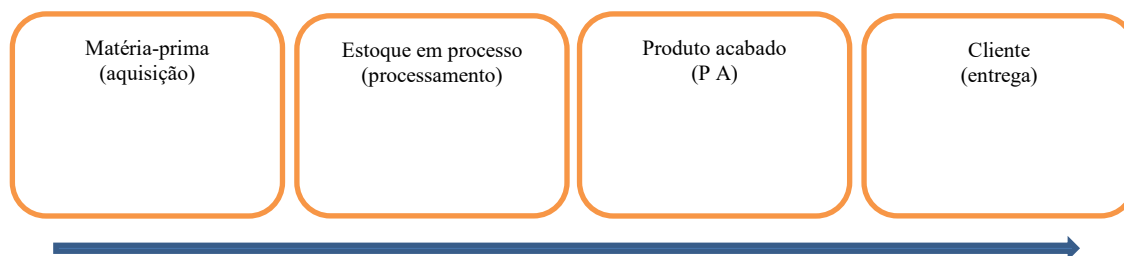 Matéria-prima
(aquisição)
Estoque em processo
(processamento)
Produto acabado
(P A)
Cliente
(entrega)